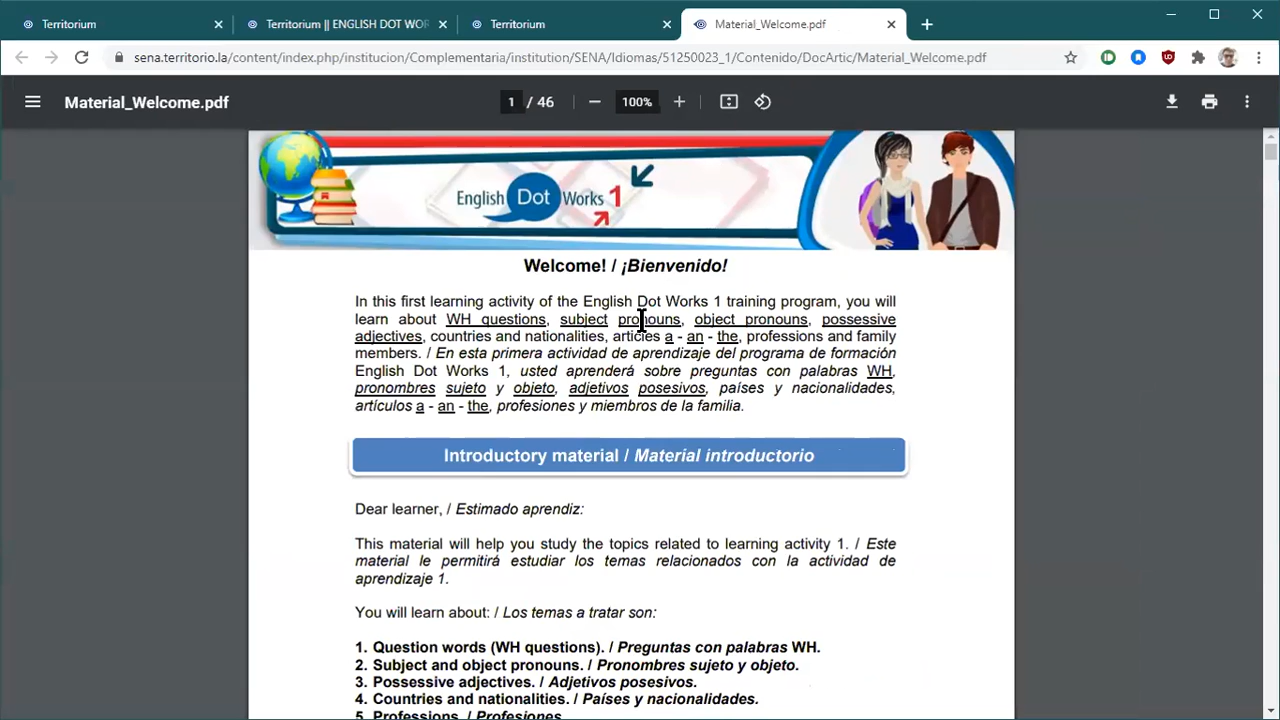 Territorium
Territorium || ENGLISH DOT WOR
Territorium
Material_Welcome.pdf
sena.territorio.la/content/index.php/institucion/Complementaria/institution/SENA/Idiomas/51250023_1/Contenido/DocArtic/Material_Welcome.pdf
Material_Welcome.pdf
1 / 46
100%
English Dot Works 1
Welcome! / ¡Bienvenido!
In this first learning activity of the English Dot Works 1 training program, you will
learn about WH questions, subject pronouns, object pronouns, possessive
adjectives, countries and nationalities, articles a - an - the, professions and family
members. / En esta primera actividad de aprendizaje del programa de formación
English Dot Works 1, usted aprenderá sobre preguntas con palabras WH,
pronombres sujeto y objeto, adjetivos posesivos, países y nacionalidades,
artículos a - an - the, profesiones y miembros de la familia.
Introductory material / Material introductorio
Dear learner, / Estimado aprendiz:
This material will help you study the topics related to learning activity 1. / Este
material le permitirá estudiar los temas relacionados con la actividad de
aprendizaje 1.
You will learn about: / Los temas a tratar son:
1. Question words (WH questions). / Preguntas con palabras WH.
2. Subject and object pronouns. / Pronombres sujeto y objeto.
3. Possessive adjectives. / Adjetivos posesivos.
4. Countries and nationalities. / Países y nacionalidades.
5. Professions. / Profesiones.